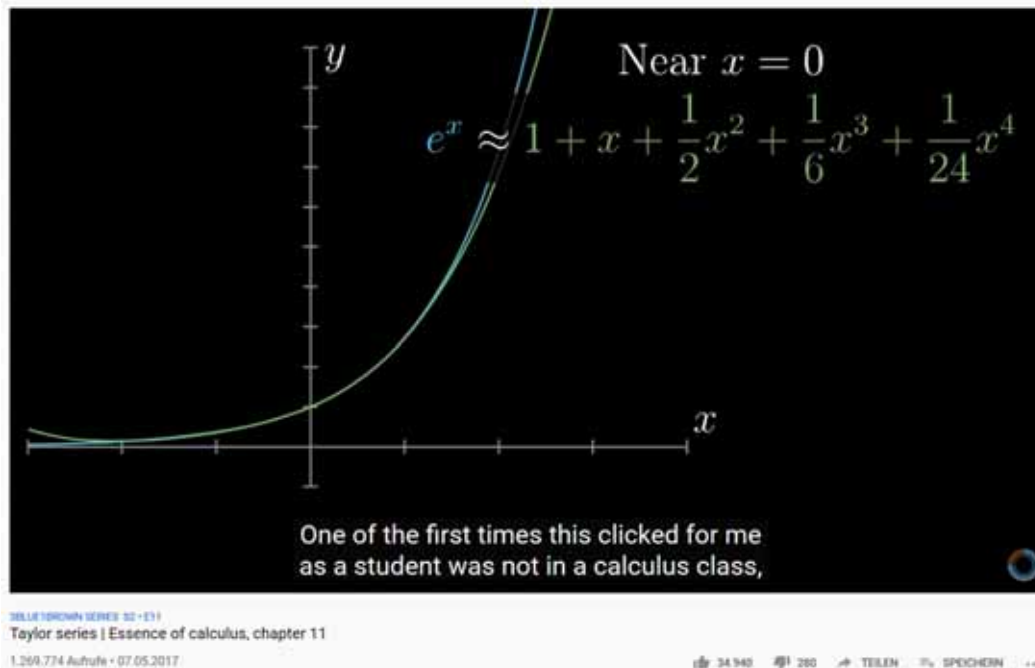 y
Near x = 0
e^x ≈ 1 + x + 1/2 x^2 + 1/6 x^3 + 1/24 x^4
x
One of the first times this clicked for me
as a student was not in a calculus class,
3BLUE1BROWN SERIES S2 • E11
Taylor series | Essence of calculus, chapter 11
1.269.774 Aufrufe • 07.05.2017
34.940 280 TEILEN SPEICHERN